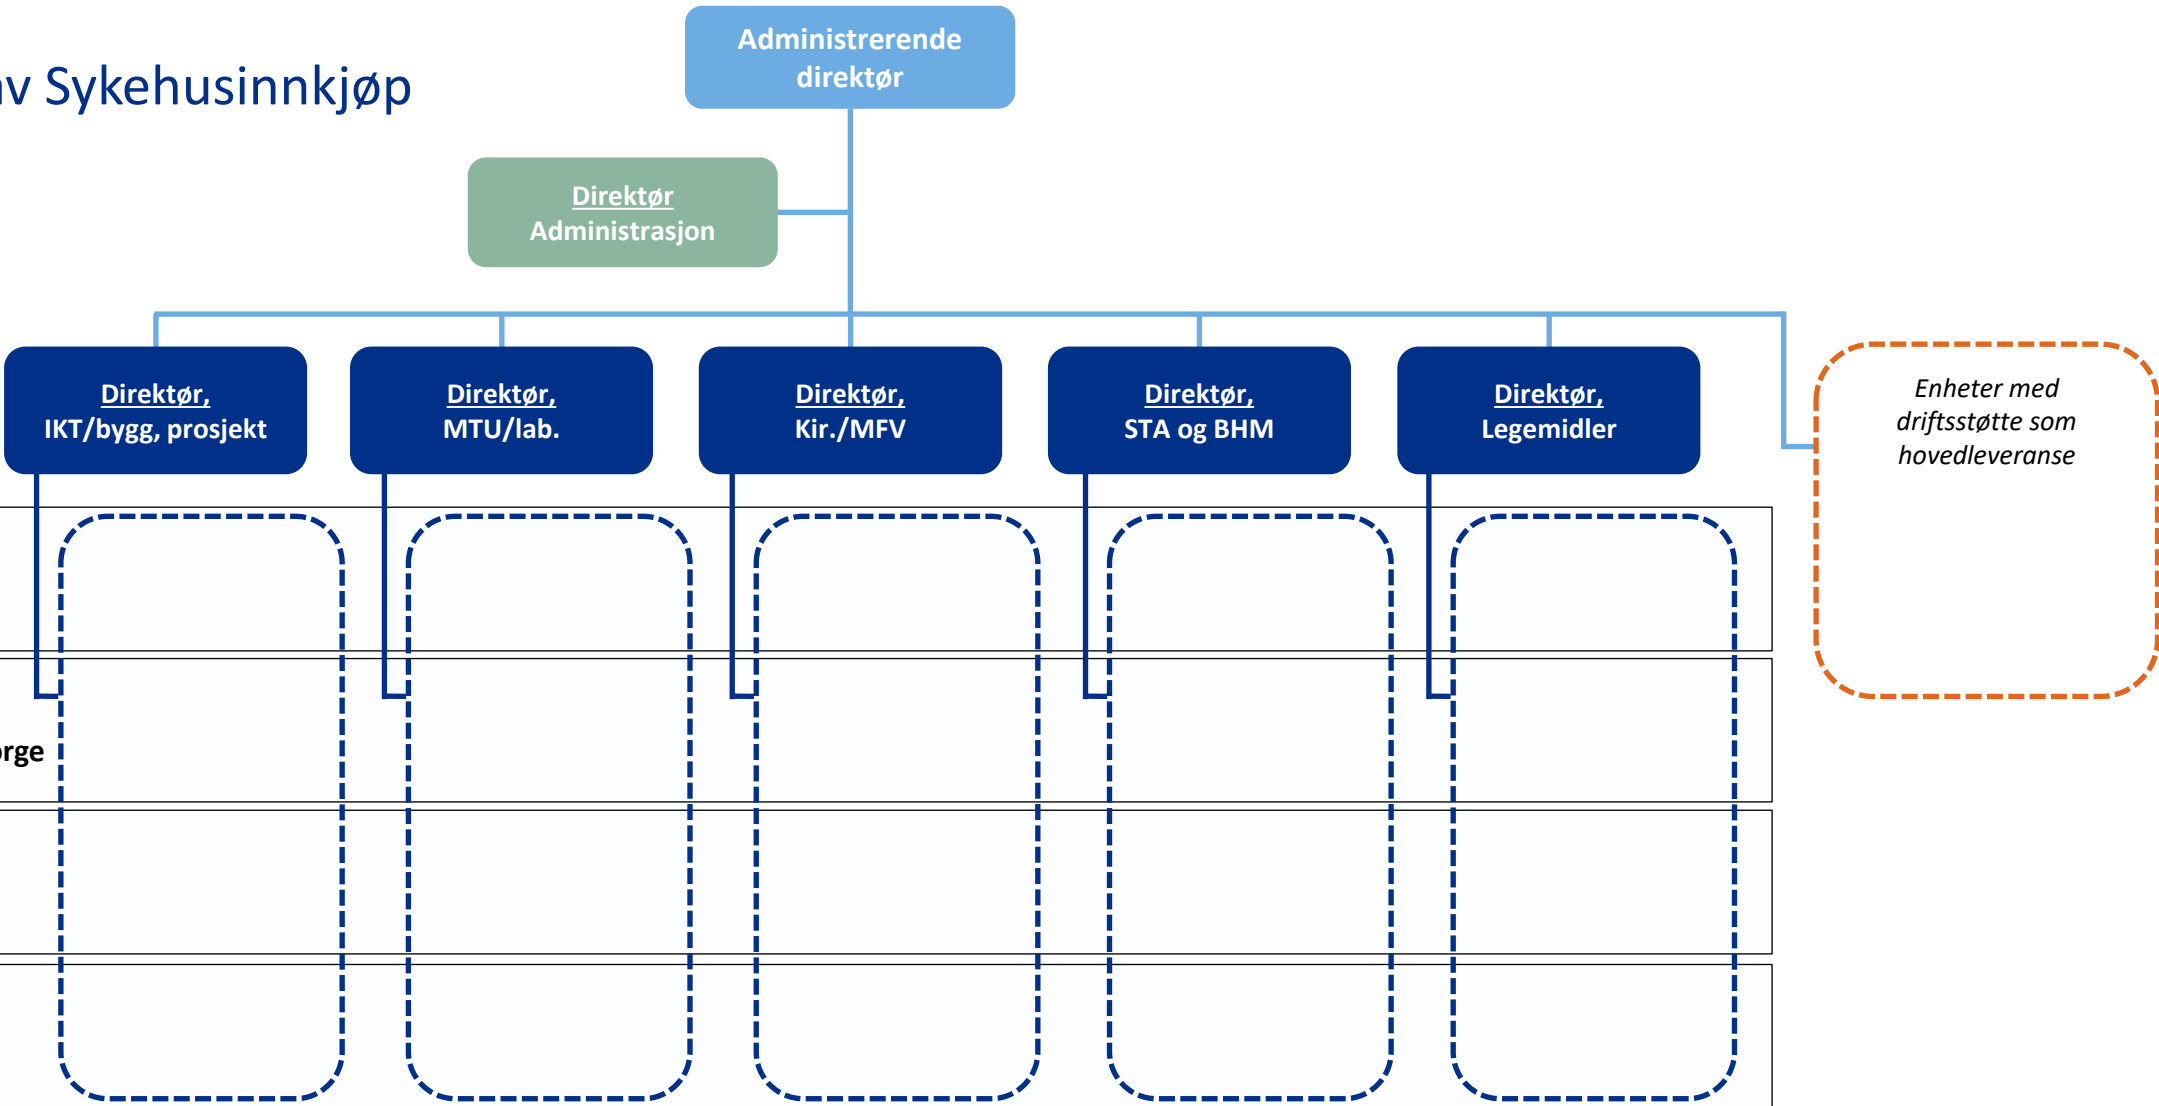 Administrerende
direktør
av Sykehusinnkjøp
Direktør
Administrasjon
Direktør,
IKT/bygg, prosjekt
Direktør,
MTU/lab.
Direktør,
Kir./MFV
Direktør,
STA og BHM
Direktør,
Legemidler
Enheter med
driftsstøtte som
hovedleveranse